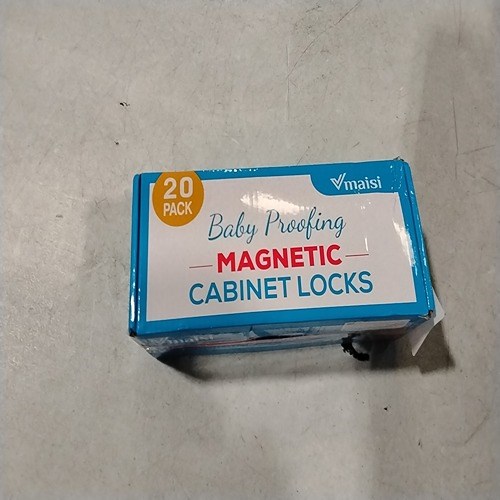 20
PACK
Vmaisi
Baby Proofing
MAGNETIC
CABINET LOCKS